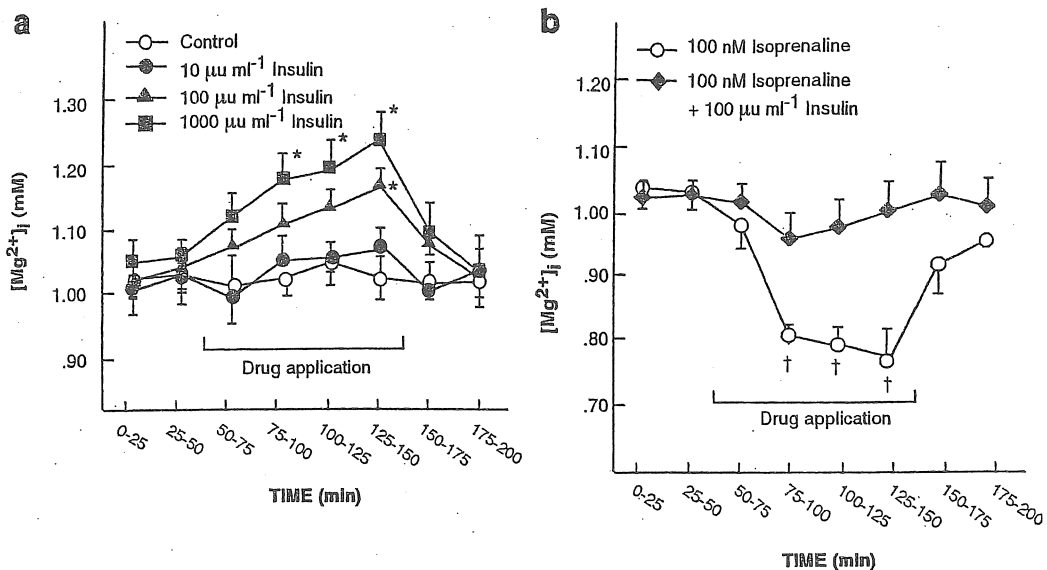 a
Control
10 μu ml-1 Insulin
100 μu ml-1 Insulin
1000 μu ml-1 Insulin
[Mg2+]i (mM)
1.30
1.20
1.10
1.00
.90
*
*
*
*
Drug application
0-25
25-50
50-75
75-100
100-125
125-150
150-175
175-200
TIME (min)
b
100 nM Isoprenaline
100 nM Isoprenaline
+ 100 μu ml-1 Insulin
[Mg2+]i (mM)
1.20
1.10
1.00
.90
.80
.70
†
†
†
Drug application
0-25
25-50
50-75
75-100
100-125
125-150
150-175
175-200
TIME (min)